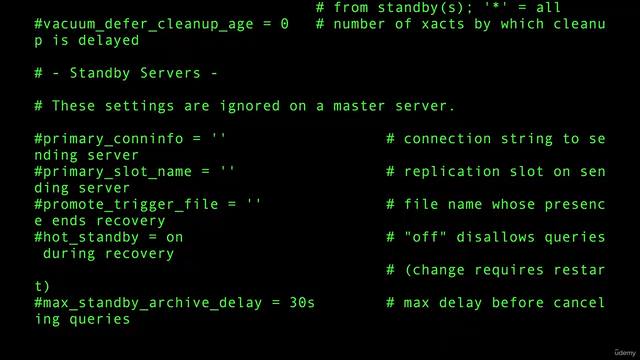 # from standby(s); '*' = all
#vacuum_defer_cleanup_age = 0 # number of xacts by which cleanu
p is delayed
# - Standby Servers -
# These settings are ignored on a master server.
#primary_conninfo = '' # connection string to se
nding server
#primary_slot_name = '' # replication slot on sen
ding server
#promote_trigger_file = '' # file name whose presenc
e ends recovery
#hot_standby = on # "off" disallows queries
 during recovery
# (change requires restar
t)
#max_standby_archive_delay = 30s # max delay before cancel
ing queries
udemy